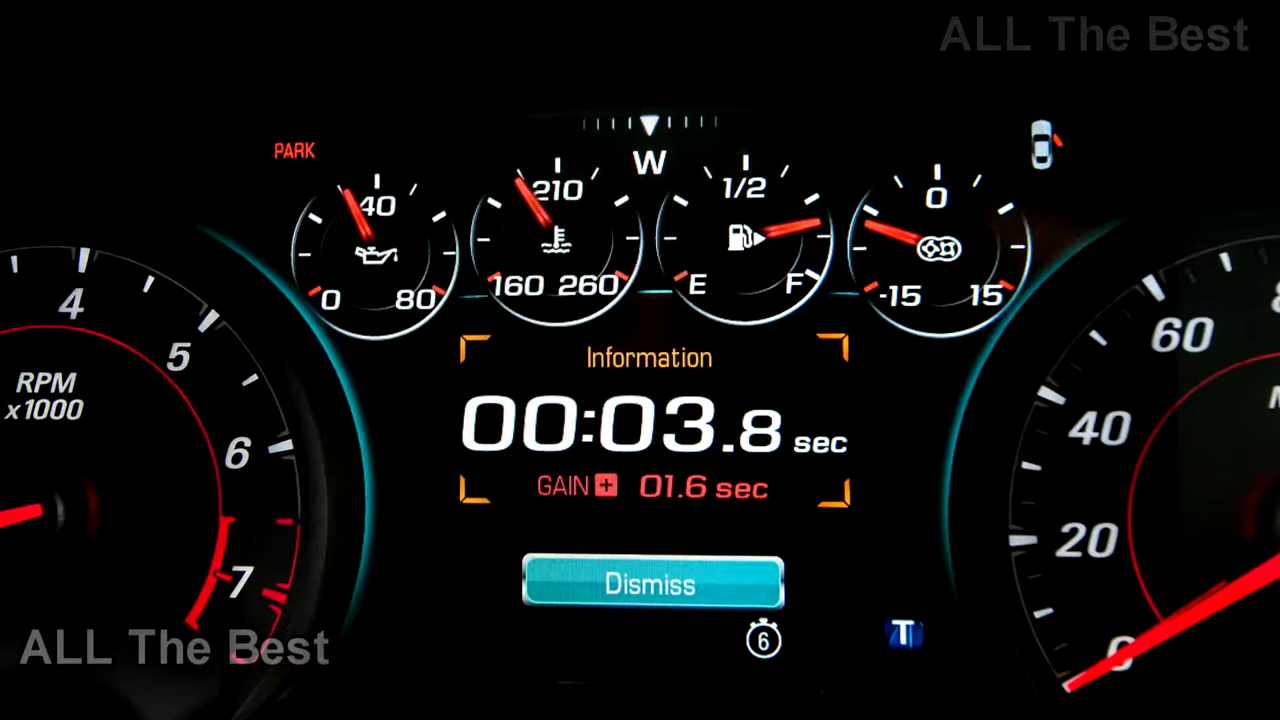 ALL The Best
PARK
W
40
0 80
210
160 260
1/2
E F
0
-15 15
4
5
6
7
RPM
x1000
Information
00:03.8 sec
GAIN + 01.6 sec
Dismiss
6
T
60
40
20
0
ALL The Best